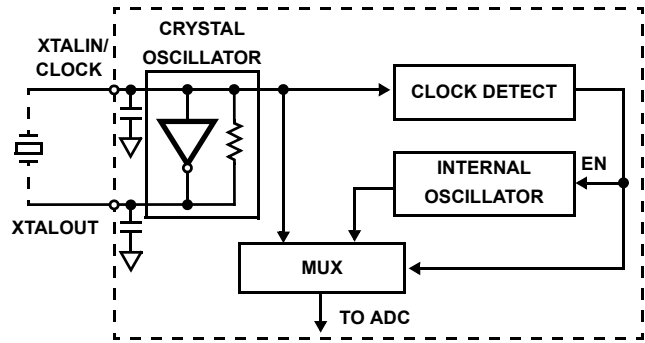 CRYSTAL
OSCILLATOR
XTALIN/
CLOCK
CLOCK DETECT
INTERNAL
OSCILLATOR
EN
XTALOUT
MUX
TO ADC